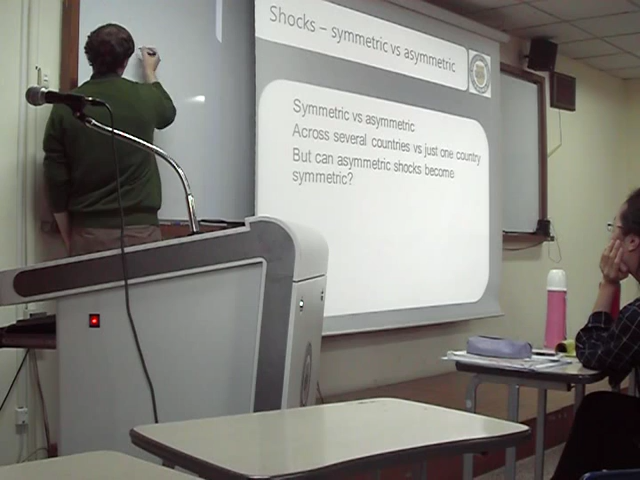 Shocks – symmetric vs asymmetric
Symmetric vs asymmetric
Across several countries vs just one country
But can asymmetric shocks become
symmetric?